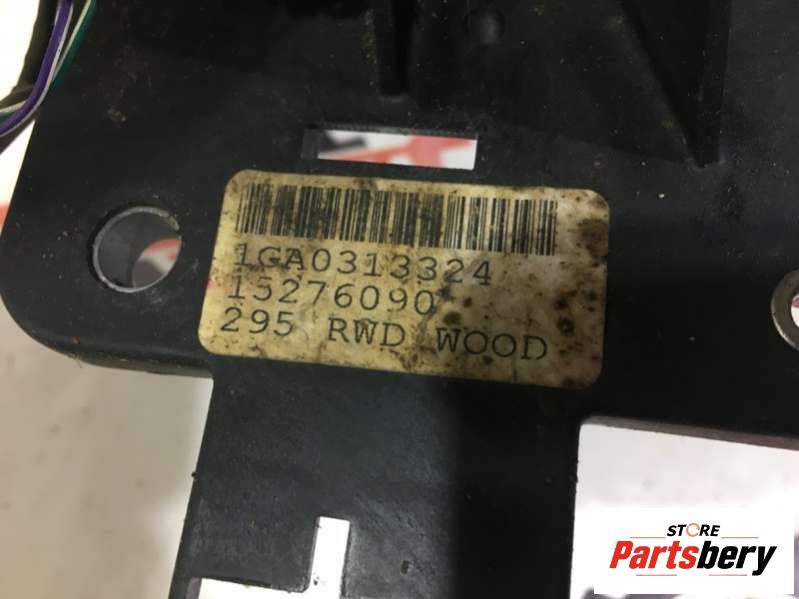 1GA0313324
15276090
295 RWD WOOD
STORE
Partsbery